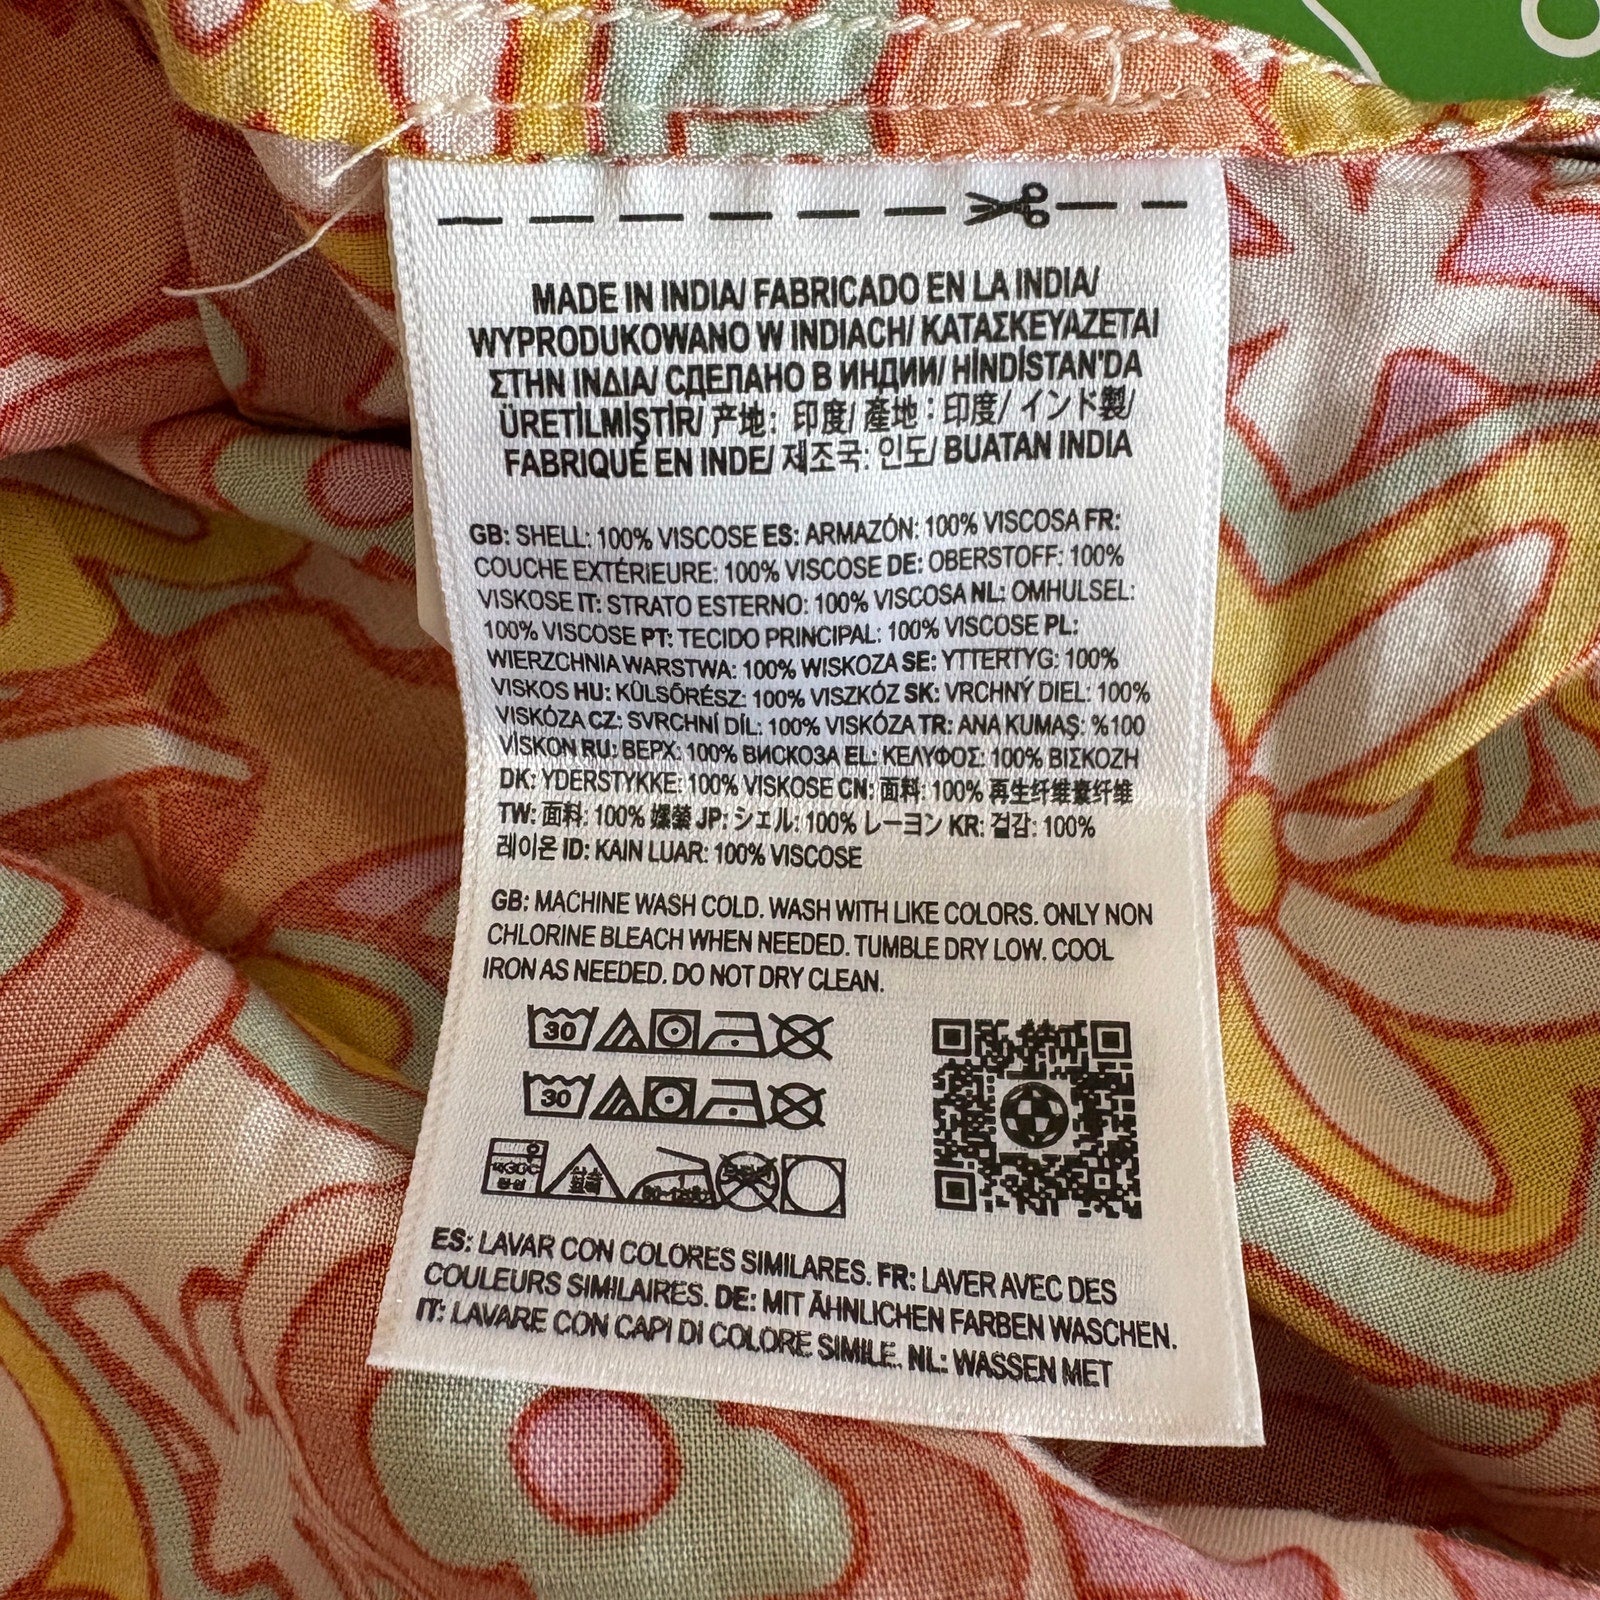 MADE IN INDIA/ FABRICADO EN LA INDIA/
WYPRODUKOWANO W INDIACH/ ΚΑΤΑΣΚΕΥΑΖΕΤΑΙ
ΣΤΗΝ ΙΝΔΙΑ/ СДЕЛАНО В ИНДИИ/ HİNDİSTAN'DA
ÜRETİLMİŞTİR/ 产地: 印度/ 產地: 印度/ インド製/
FABRIQUÉ EN INDE/ 제조국: 인도/ BUATAN INDIA
GB: SHELL: 100% VISCOSE ES: ARMAZÓN: 100% VISCOSA FR:
COUCHE EXTÉRIEURE: 100% VISCOSE DE: OBERSTOFF: 100%
VISKOSE IT: STRATO ESTERNO: 100% VISCOSA NL: OMHULSEL:
100% VISCOSE PT: TECIDO PRINCIPAL: 100% VISCOSE PL:
WIERZCHNIA WARSTWA: 100% WISKOZA SE: YTTERTYG: 100%
VISKOS HU: KÜLSŐRÉSZ: 100% VISZKÓZ SK: VRCHNÝ DIEL: 100%
VISKÓZA CZ: SVRCHNÍ DÍL: 100% VISKÓZA TR: ANA KUMAŞ: %100
VİSKON RU: ВЕРХ: 100% ВИСКОЗА EL: ΚΕΛΥΦΟΣ: 100% ΒΙΣΚΟΖΗ
DK: YDERSTYKKE: 100% VISKOSE CN: 面料: 100% 再生纤维素纤维
TW: 面料: 100% 嫘縈 JP: シェル: 100% レーヨン KR: 겉감: 100%
레이온 ID: KAIN LUAR: 100% VISCOSE
GB: MACHINE WASH COLD. WASH WITH LIKE COLORS. ONLY NON
CHLORINE BLEACH WHEN NEEDED. TUMBLE DRY LOW. COOL
IRON AS NEEDED. DO NOT DRY CLEAN.
30
30
ES: LAVAR CON COLORES SIMILARES. FR: LAVER AVEC DES
COULEURS SIMILAIRES. DE: MIT ÄHNLICHEN FARBEN WASCHEN.
IT: LAVARE CON CAPI DI COLORE SIMILE. NL: WASSEN MET